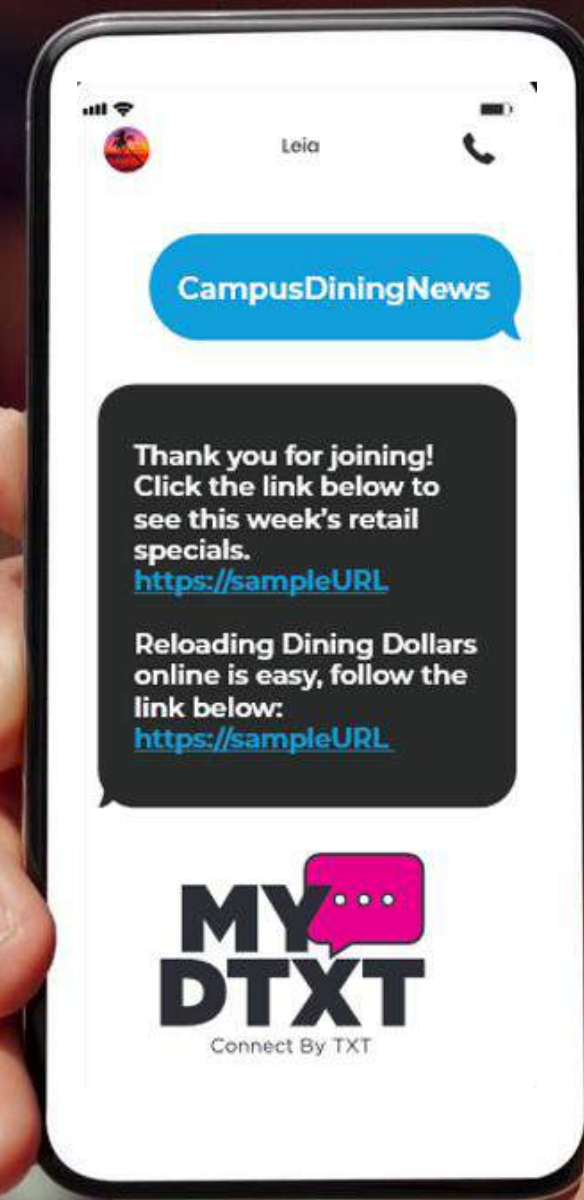 Leia
CampusDiningNews
Thank you for joining!
Click the link below to
see this week's retail
specials.
https://sampleURL
Reloading Dining Dollars
online is easy, follow the
link below:
https://sampleURL
MY
DTXT
Connect By TXT